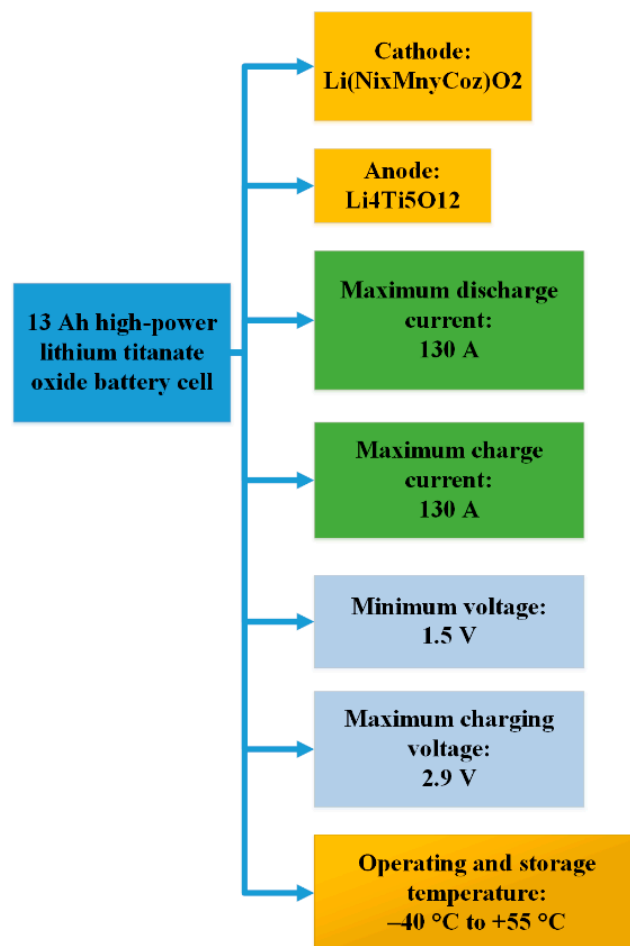 Cathode:
Li(NixMnyCoz)O2
Anode:
Li4Ti5O12
13 Ah high-power
lithium titanate
oxide battery cell
Maximum discharge
current:
130 A
Maximum charge
current:
130 A
Minimum voltage:
1.5 V
Maximum charging
voltage:
2.9 V
Operating and storage
temperature:
–40 °C to +55 °C